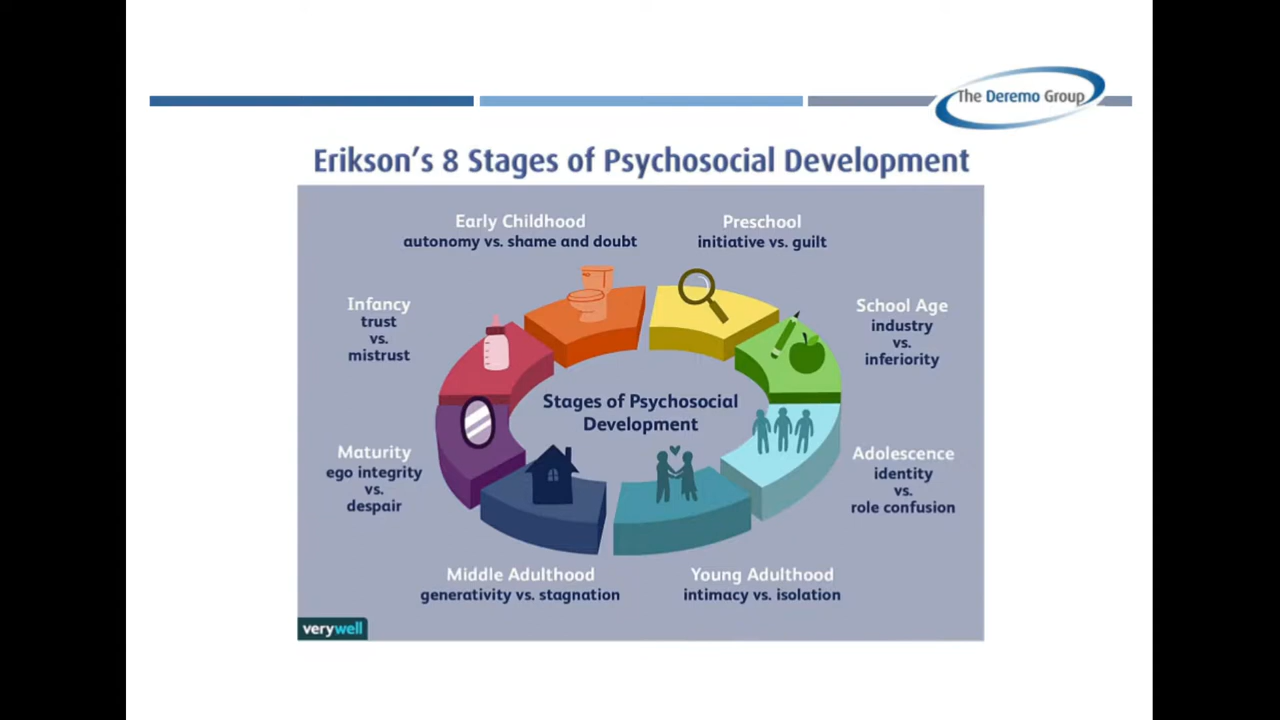 The Deremo Group
Erikson's 8 Stages of Psychosocial Development
Early Childhood
autonomy vs. shame and doubt
Preschool
initiative vs. guilt
Infancy
trust
vs.
mistrust
School Age
industry
vs.
inferiority
Stages of Psychosocial
Development
Maturity
ego integrity
vs.
despair
Adolescence
identity
vs.
role confusion
Middle Adulthood
generativity vs. stagnation
Young Adulthood
intimacy vs. isolation
verywell